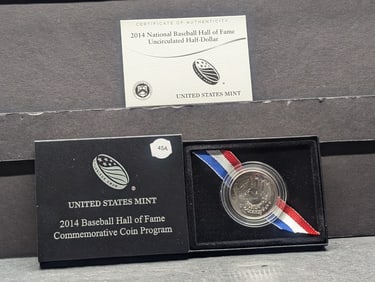 CERTIFICATE OF AUTHENTICITY
2014 National Baseball Hall of Fame
Uncirculated Half-Dollar
UNITED STATES MINT
45A
UNITED STATES MINT
2014 Baseball Hall of Fame
Commemorative Coin Program